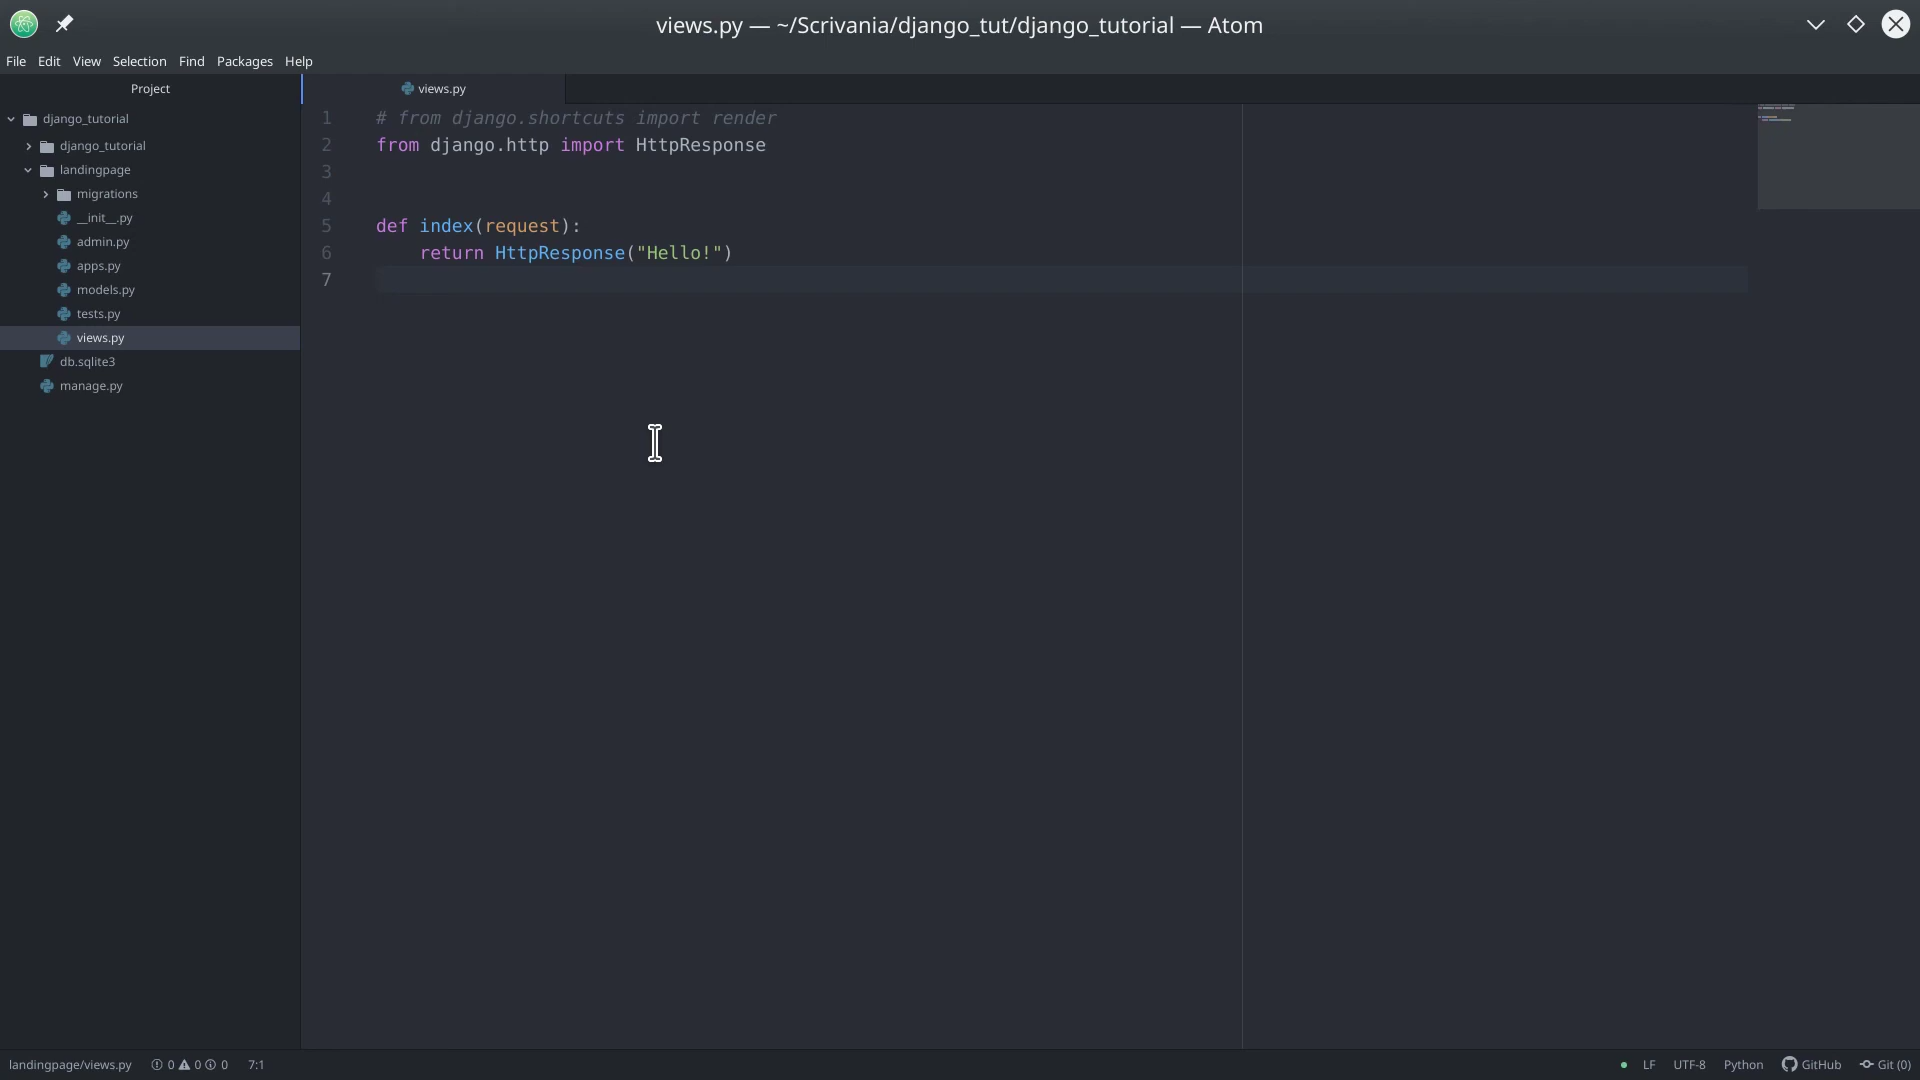 views.py — ~/Scrivania/django_tut/django_tutorial — Atom
File Edit View Selection Find Packages Help
Project
django_tutorial
django_tutorial
landingpage
migrations
__init__.py
admin.py
apps.py
models.py
tests.py
views.py
db.sqlite3
manage.py
views.py
1 # from django.shortcuts import render
2 from django.http import HttpResponse
3
4
5 def index(request):
6     return HttpResponse("Hello!")
7
landingpage/views.py 0 0 0 7:1
LF UTF-8 Python GitHub Git (0)